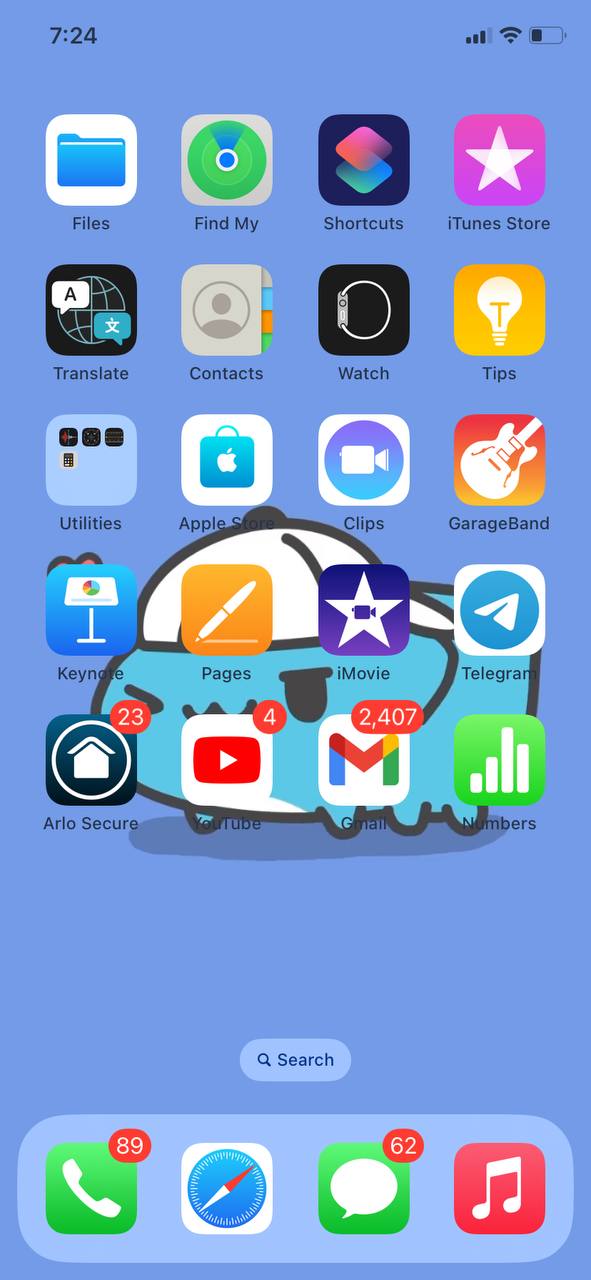 7:24
Files
Find My
Shortcuts
iTunes Store
A
文
Translate
Contacts
Watch
Tips
Utilities
Apple Store
Clips
GarageBand
Keynote
Pages
iMovie
Telegram
23
4
2,407
Arlo Secure
YouTube
Gmail
Numbers
Search
89
62